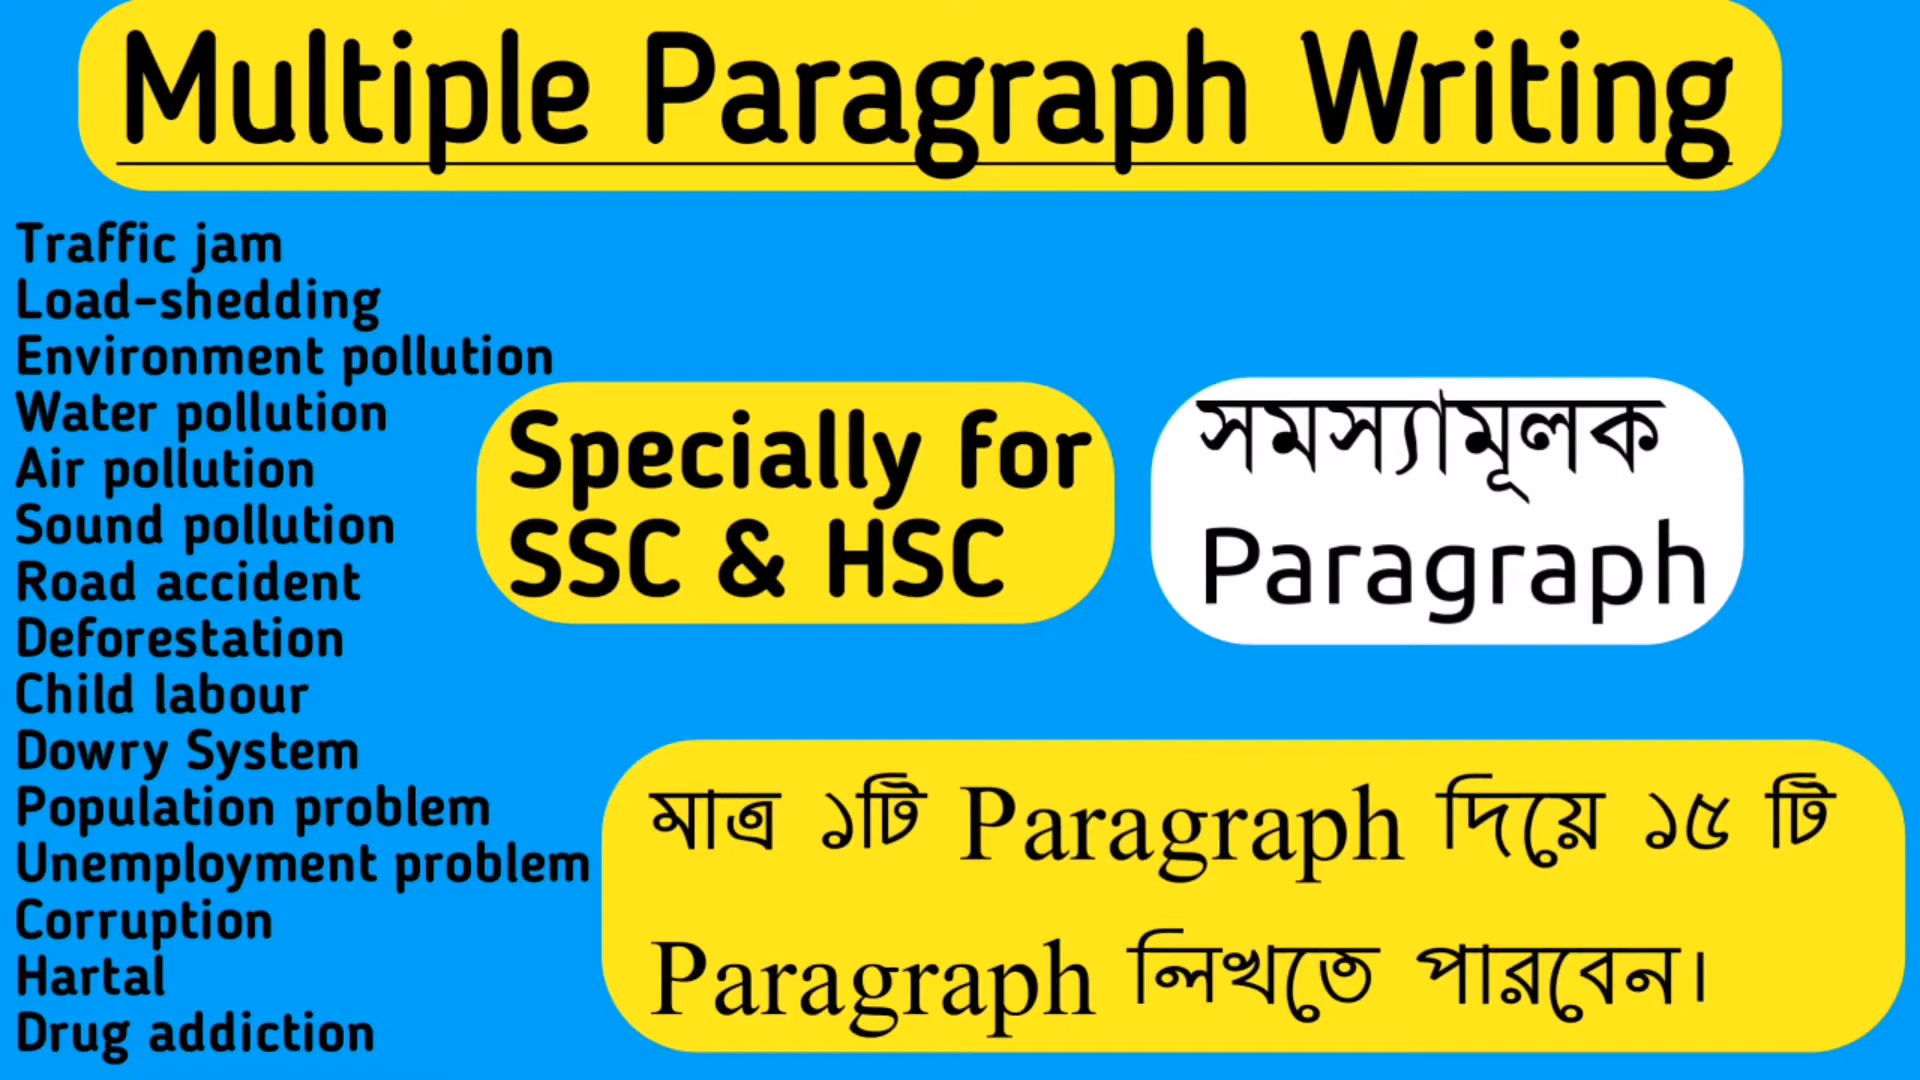 Multiple Paragraph Writing
Traffic jam
Load-shedding
Environment pollution
Water pollution
Air pollution
Sound pollution
Road accident
Deforestation
Child labour
Dowry System
Population problem
Unemployment problem
Corruption
Hartal
Drug addiction
Specially for
SSC & HSC
সমস্যামূলক
Paragraph
মাত্র ১টি Paragraph দিয়ে ১৫ টি
Paragraph লিখতে পারবেন।